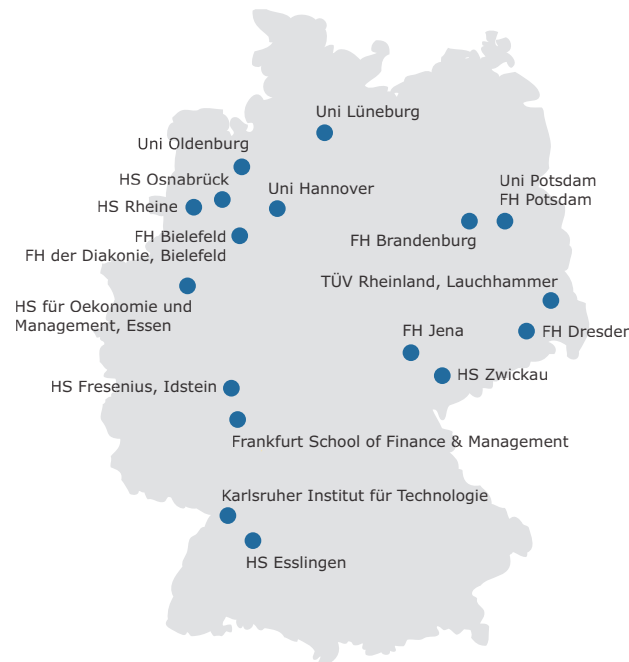 Uni Lüneburg
Uni Oldenburg
HS Osnabrück
Uni Hannover
HS Rheine
Uni Potsdam
FH Potsdam
FH Bielefeld
FH der Diakonie, Bielefeld
FH Brandenburg
TÜV Rheinland, Lauchhammer
HS für Oekonomie und
Management, Essen
FH Jena
FH Dresden
HS Zwickau
HS Fresenius, Idstein
Frankfurt School of Finance & Management
Karlsruher Institut für Technologie
HS Esslingen